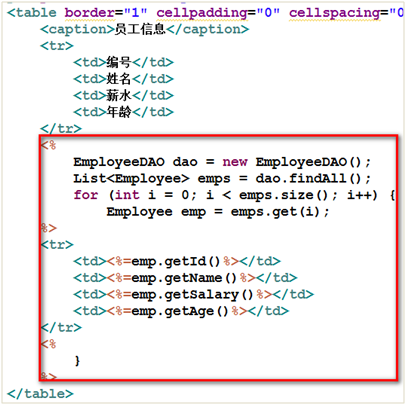 <table border="1" cellpadding="0" cellspacing="0
<caption>员工信息</caption>
<tr>
<td>编号</td>
<td>姓名</td>
<td>薪水</td>
<td>年龄</td>
</tr>
<%
EmployeeDAO dao = new EmployeeDAO();
List<Employee> emps = dao.findAll();
for (int i = 0; i < emps.size(); i++) {
Employee emp = emps.get(i);
%>
<tr>
<td><%=emp.getId()%></td>
<td><%=emp.getName()%></td>
<td><%=emp.getSalary()%></td>
<td><%=emp.getAge()%></td>
</tr>
<%
}
%>
</table>